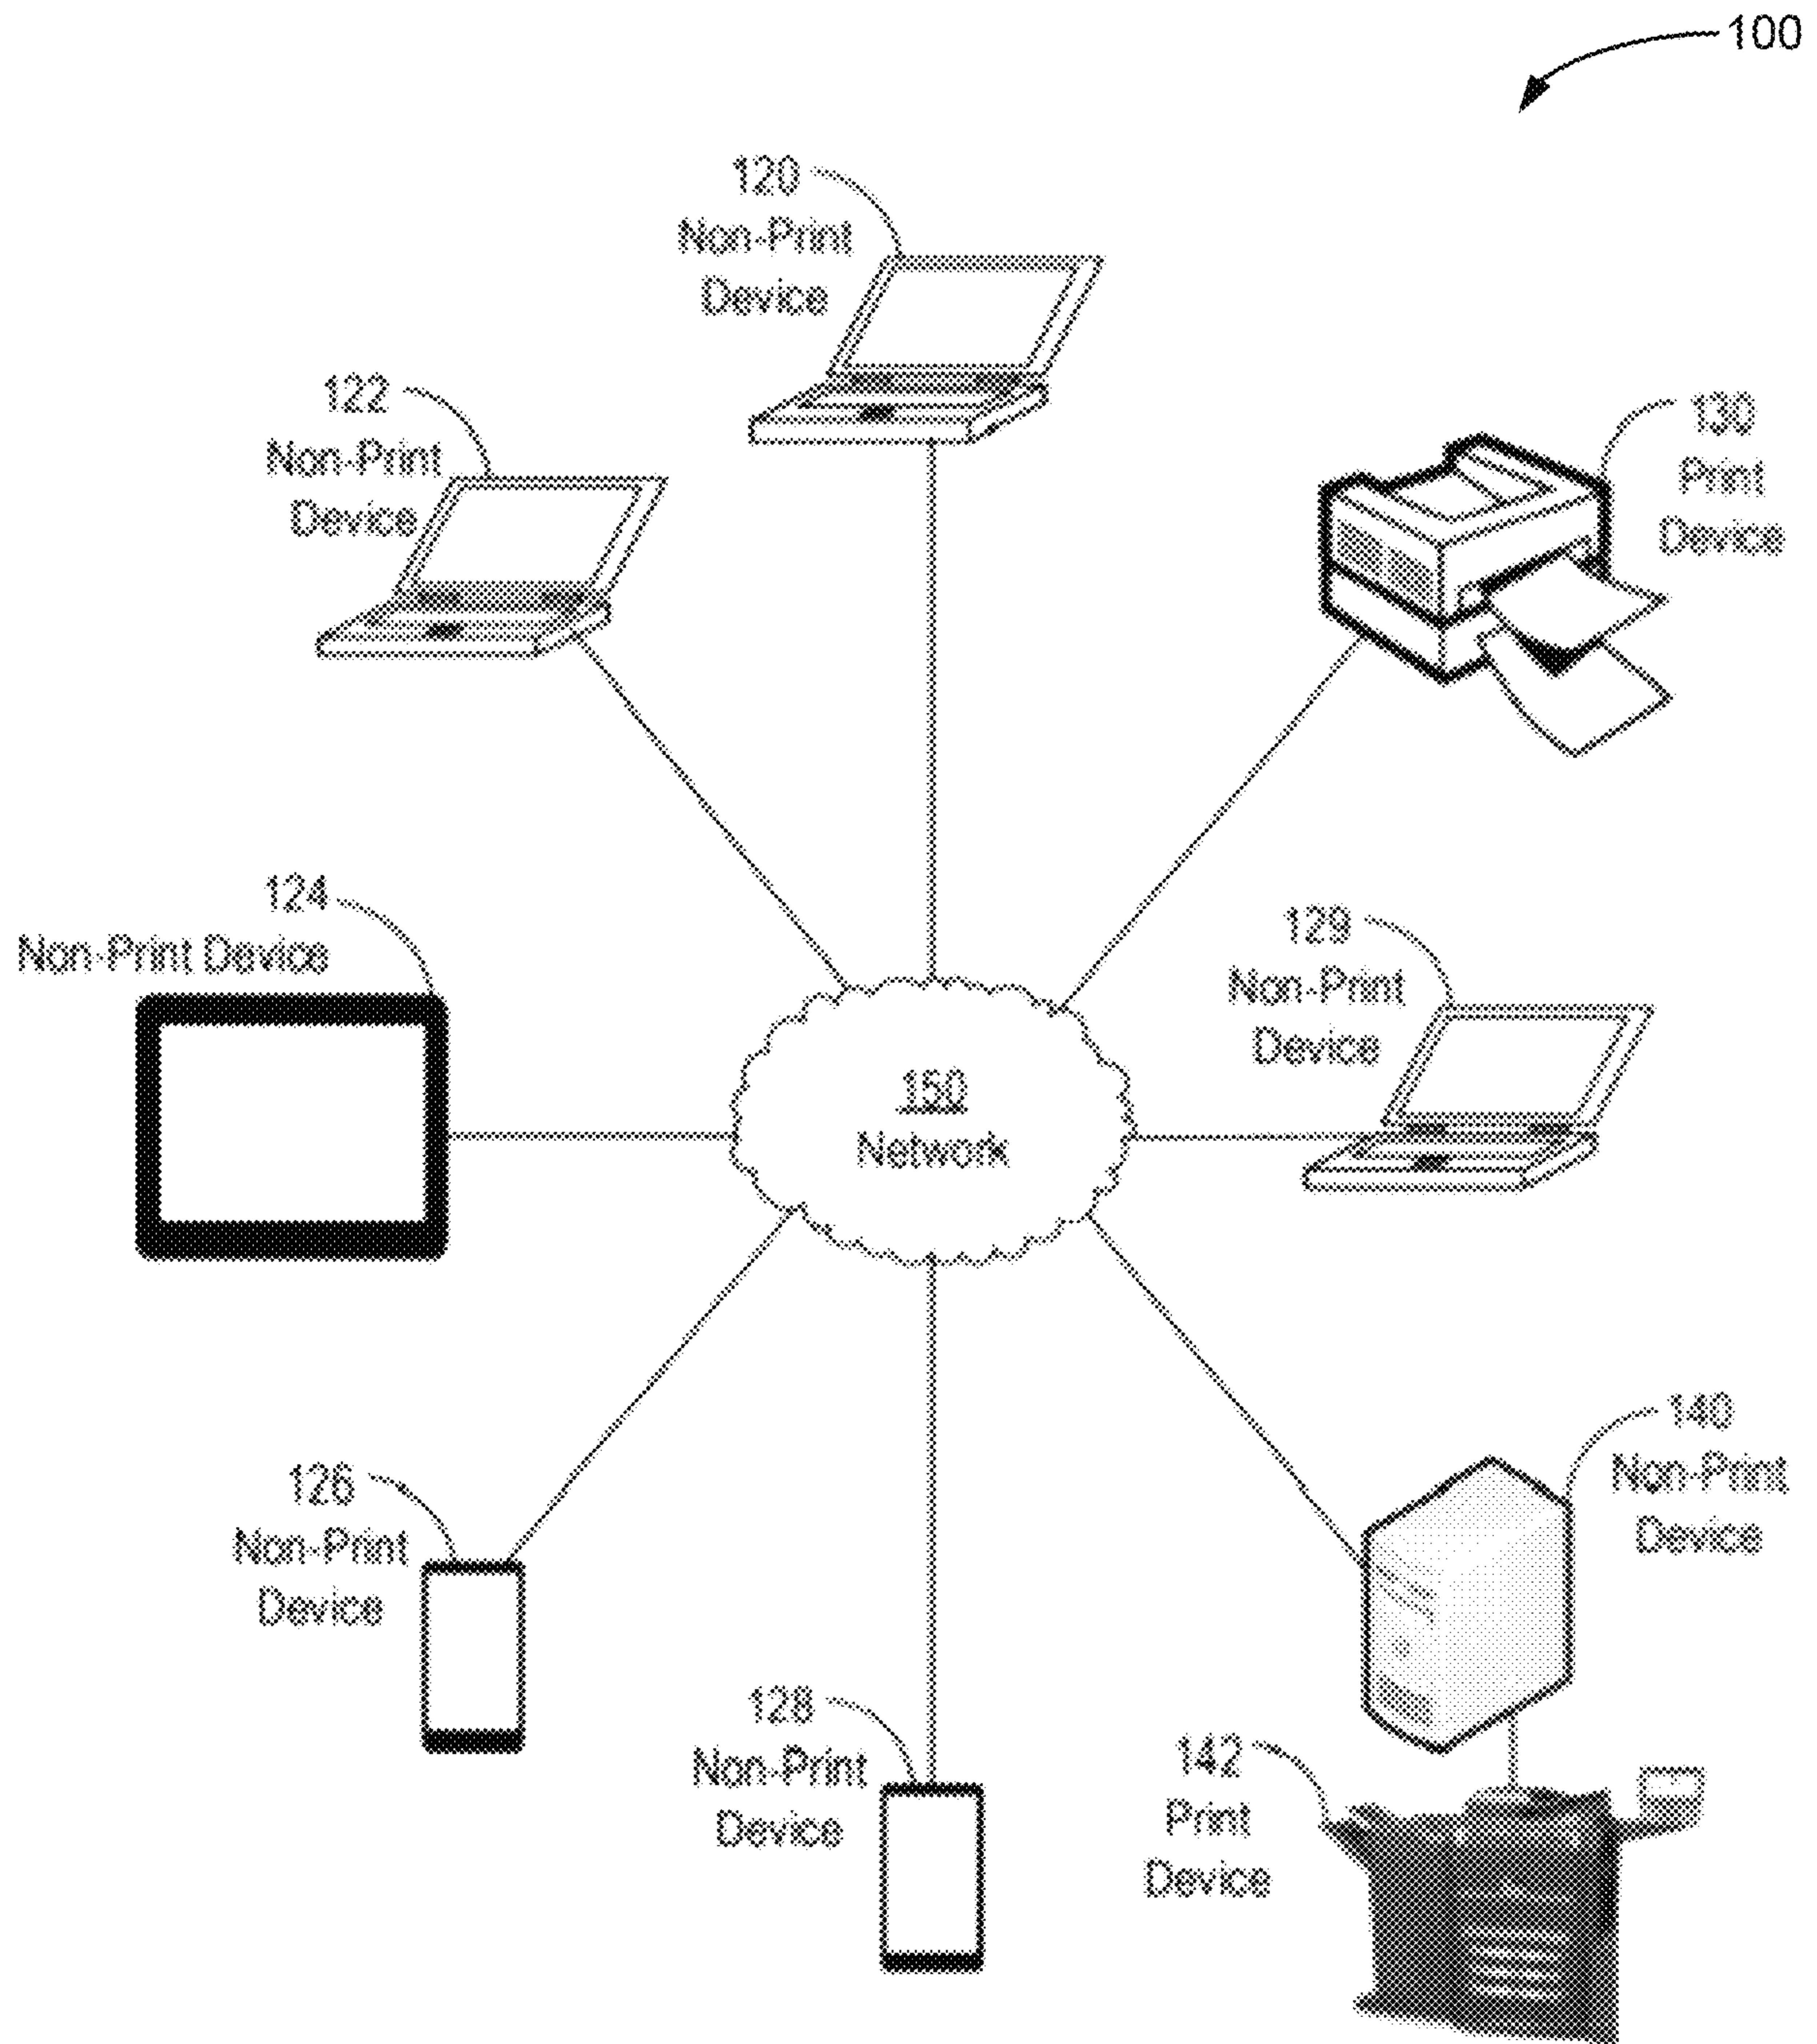 100
120
Non-Print
Device
122
Non-Print
Device
130
Print
Device
124
Non-Print Device
129
Non-Print
Device
150
Network
140
Non-Print
Device
126
Non-Print
Device
128
Non-Print
Device
142
Print
Device